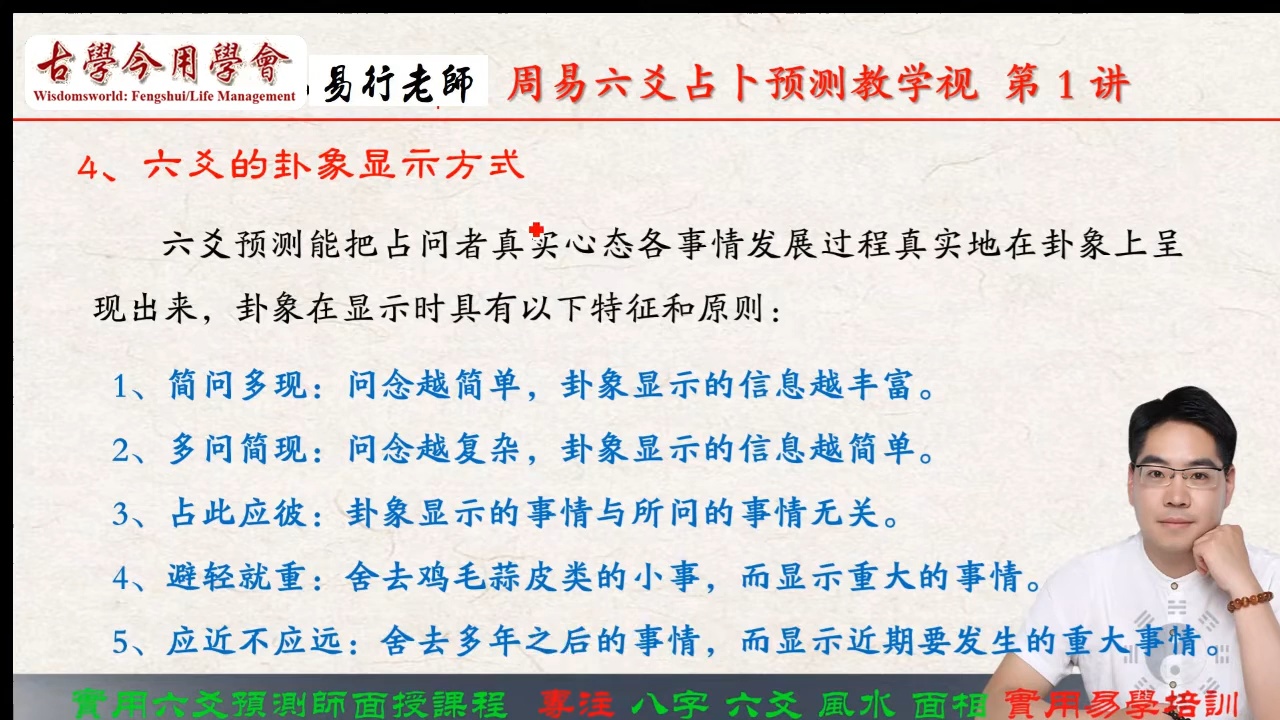 古學今用學會
Wisdomsworld: Fengshui/Life Management
易行老師 周易六爻占卜预测教学视 第 1 讲
4、六爻的卦象显示方式
六爻预测能把占问者真实心态各事情发展过程真实地在卦象上呈
现出来，卦象在显示时具有以下特征和原则：
1、简问多现：问念越简单，卦象显示的信息越丰富。
2、多问简现：问念越复杂，卦象显示的信息越简单。
3、占此应彼：卦象显示的事情与所问的事情无关。
4、避轻就重：舍去鸡毛蒜皮类的小事，而显示重大的事情。
5、应近不应远：舍去多年之后的事情，而显示近期要发生的重大事情。
實用六爻預測師面授課程 專注 八字 六爻 風水 面相 實用易學培訓